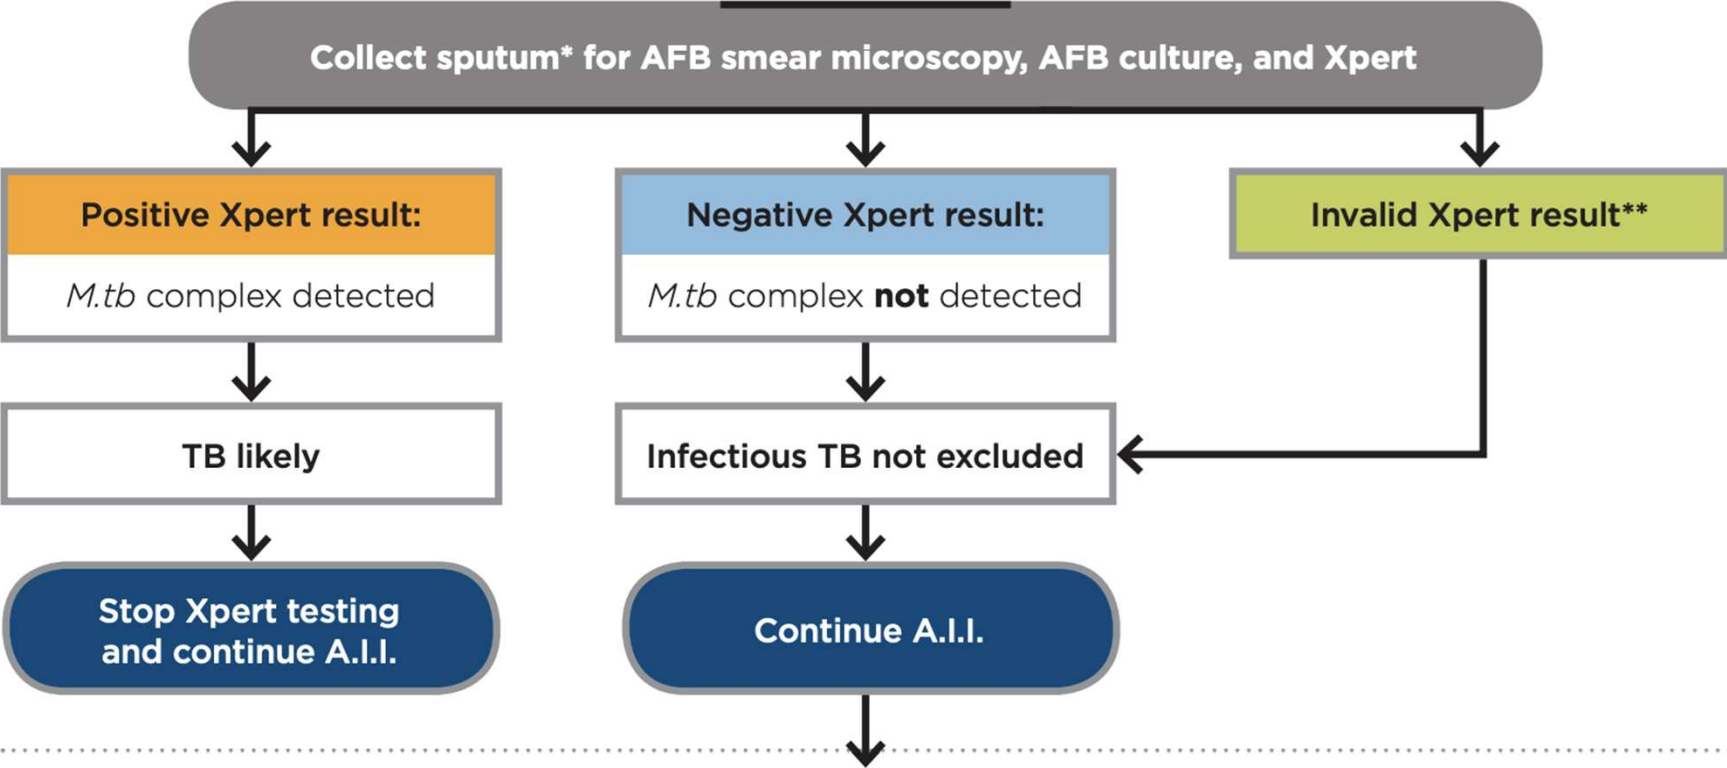 Collect sputum* for AFB smear microscopy, AFB culture, and Xpert
Positive Xpert result:
M.tb complex detected
TB likely
Stop Xpert testing
and continue A.I.I.
Negative Xpert result:
M.tb complex not detected
Infectious TB not excluded
Continue A.I.I.
Invalid Xpert result**